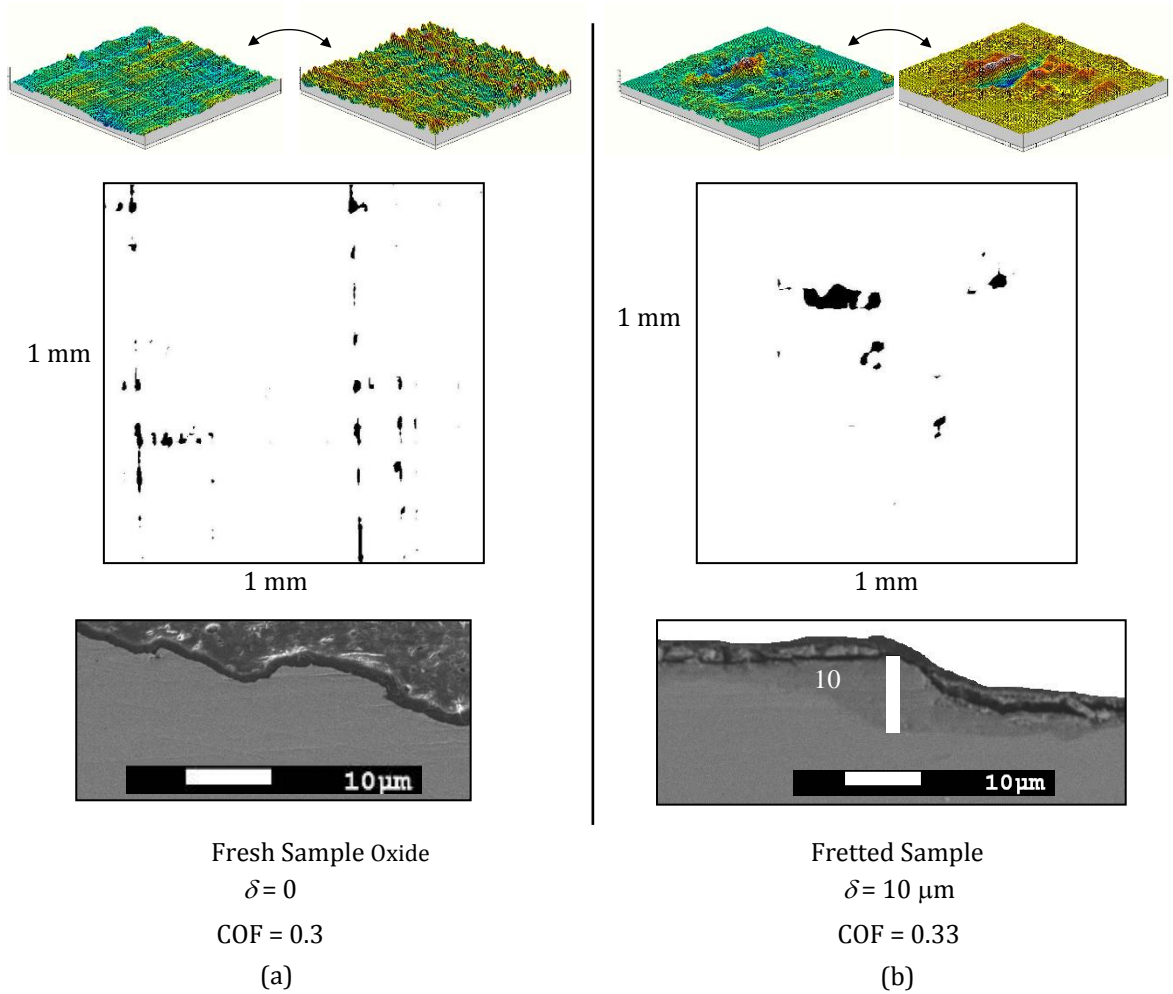 1 mm
1 mm
10µm
Fresh Sample Oxide
δ = 0
COF = 0.3
(a)
1 mm
1 mm
10
10µm
Fretted Sample
δ = 10 µm
COF = 0.33
(b)